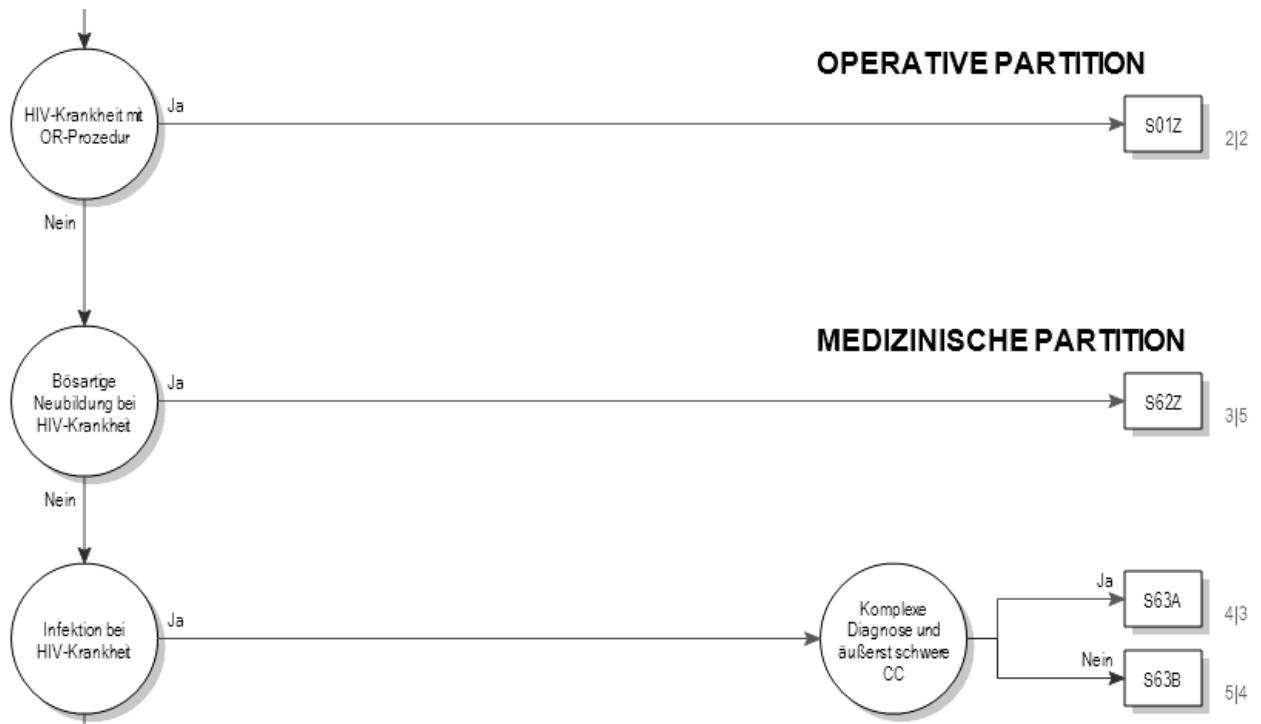 OPERATIVE PARTITION
HIV-Krankheit mit
OR-Prozedur
Ja
S01Z
2|2
Nein
MEDIZINISCHE PARTITION
Bösartige
Neubildung bei
HIV-Krankheit
Ja
S62Z
3|5
Nein
Infektion bei
HIV-Krankheit
Ja
Komplexe
Diagnose und
äußerst schwere
CC
Ja
S63A
4|3
Nein
S63B
5|4